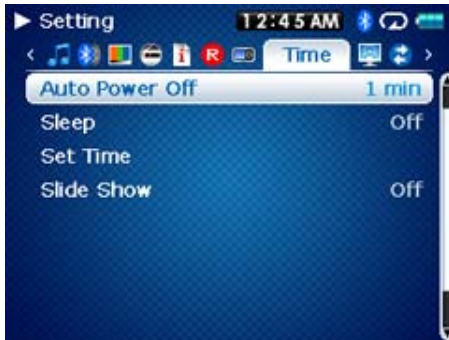 Setting 12:45 AM
i R Time
Auto Power Off 1 min
Sleep Off
Set Time
Slide Show Off